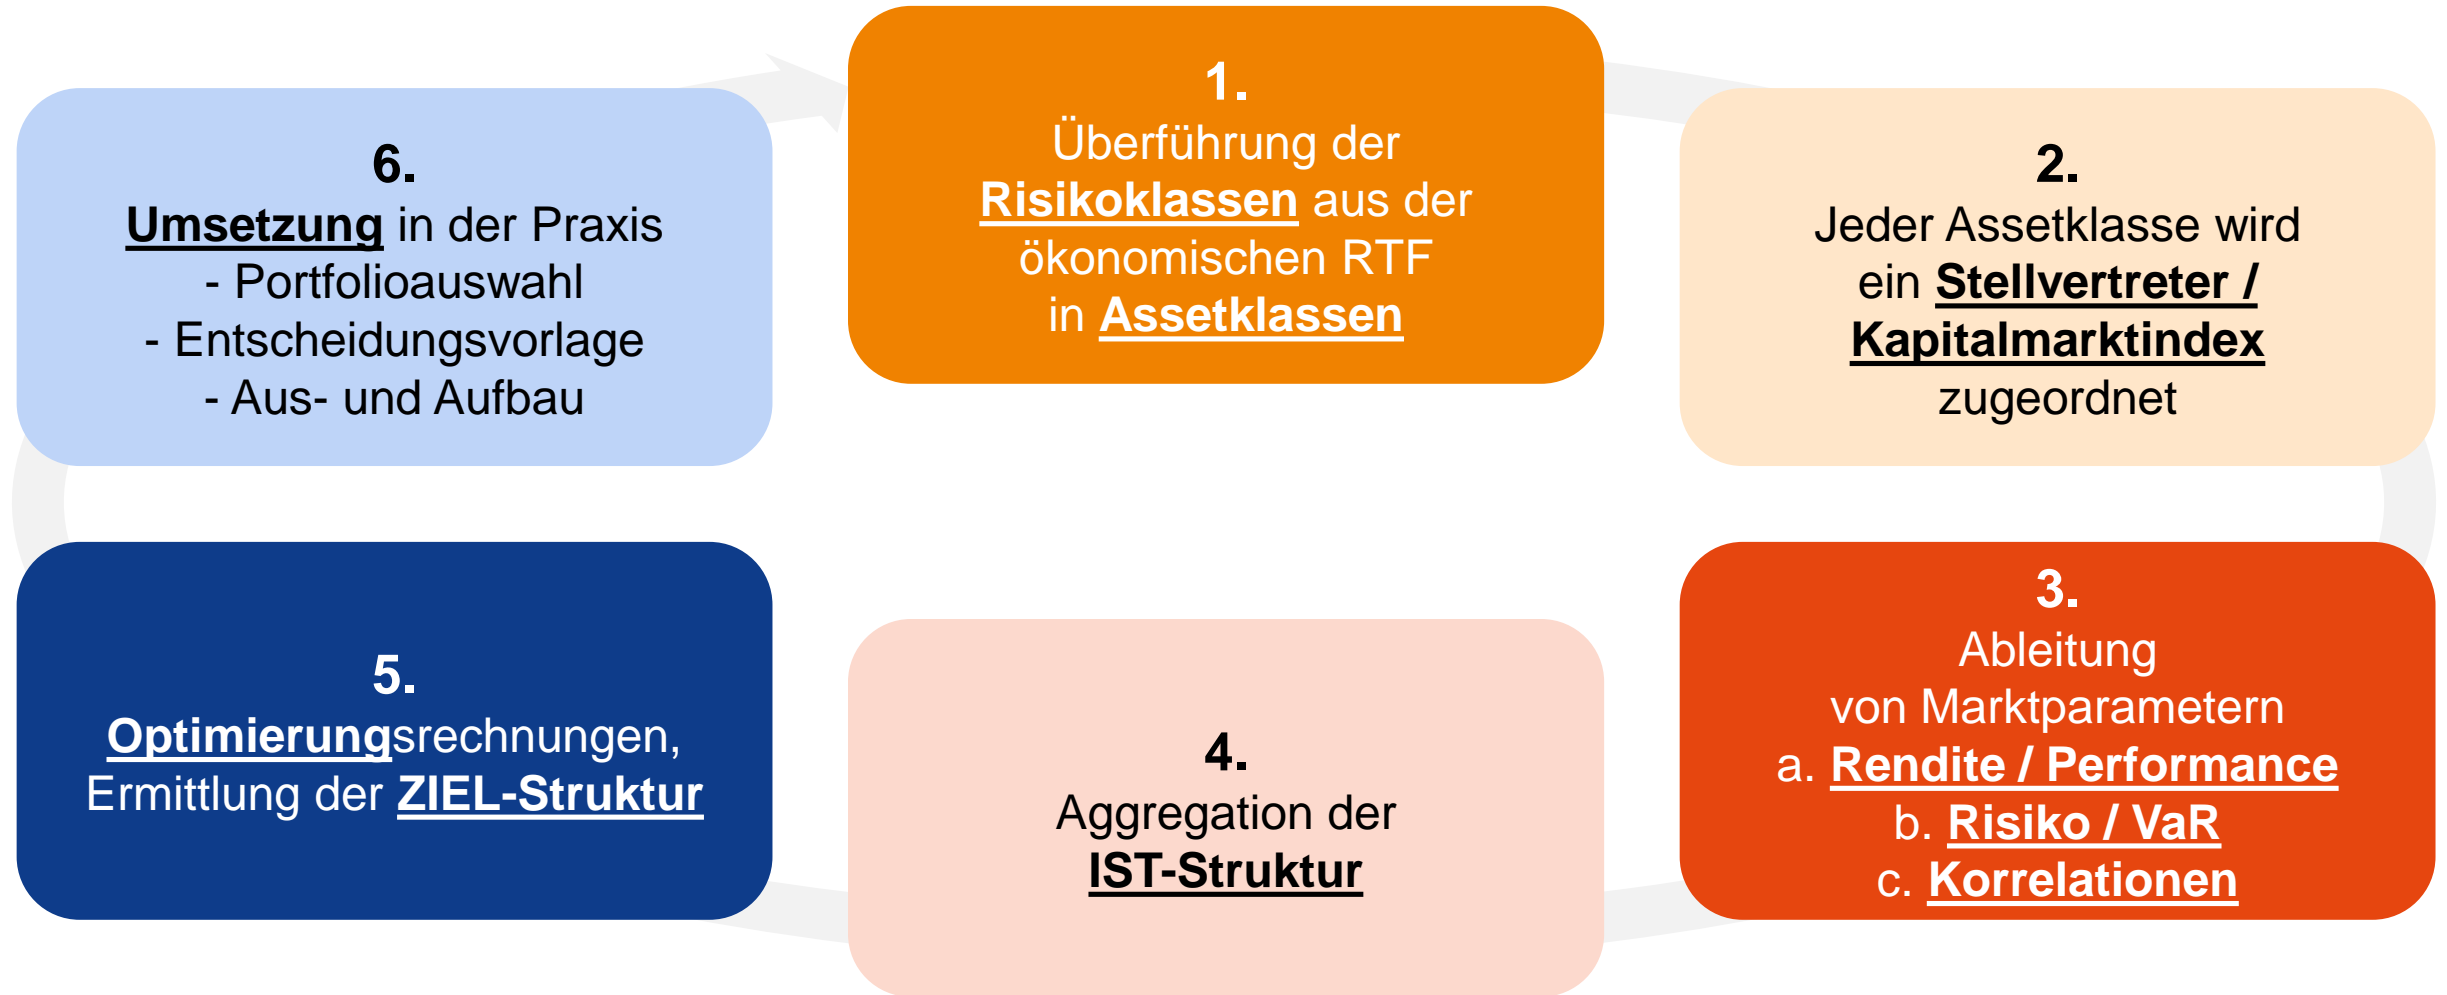 1.
Überführung der
Risikoklassen aus der
ökonomischen RTF
in Assetklassen
2.
Jeder Assetklasse wird
ein Stellvertreter /
Kapitalmarktindex
zugeordnet
3.
Ableitung
von Marktparametern
a. Rendite / Performance
b. Risiko / VaR
c. Korrelationen
4.
Aggregation der
IST-Struktur
5.
Optimierungsrechnungen,
Ermittlung der ZIEL-Struktur
6.
Umsetzung in der Praxis
- Portfolioauswahl
- Entscheidungsvorlage
- Aus- und Aufbau